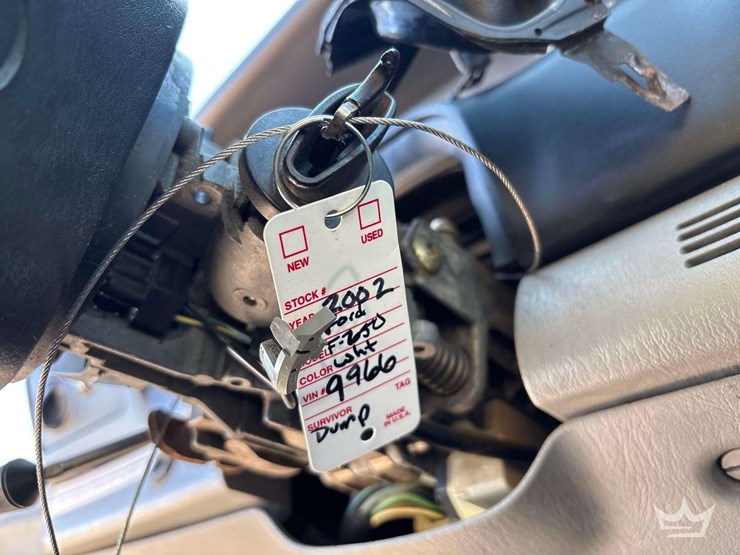 NEW
USED
STOCK #
YEAR 2002
Ford
MODEL F-250
COLOR wht
VIN # 9966
TAG
SURVIVOR
Dump
MADE
IN U.S.A.